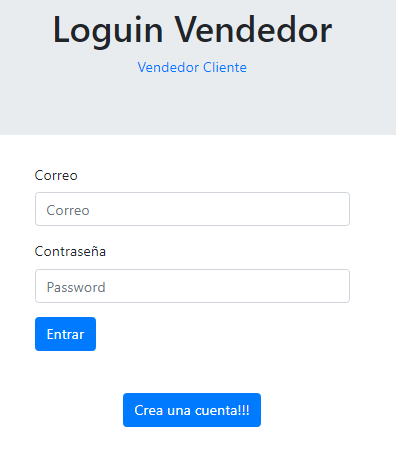 Loguin Vendedor
Vendedor Cliente
Correo
Correo
Contraseña
Password
Entrar
Crea una cuenta!!!